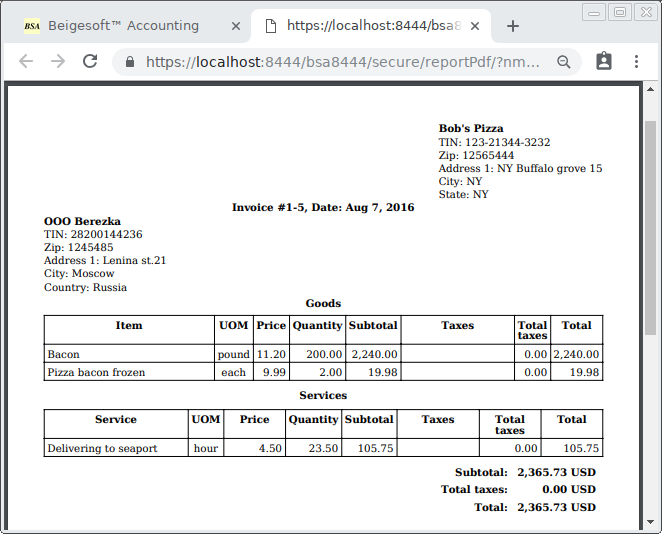 BSA Beigesoft™ Accounting
https://localhost:8444/bsa8
https://localhost:8444/bsa8444/secure/reportPdf/?nm...
Bob's Pizza
TIN: 123-21344-3232
Zip: 12565444
Address 1: NY Buffalo grove 15
City: NY
State: NY
Invoice #1-5, Date: Aug 7, 2016
OOO Berezka
TIN: 28200144236
Zip: 1245485
Address 1: Lenina st.21
City: Moscow
Country: Russia
Goods
Item UOM Price Quantity Subtotal Taxes Total taxes Total
Bacon pound 11.20 200.00 2,240.00 0.00 2,240.00
Pizza bacon frozen each 9.99 2.00 19.98 0.00 19.98
Services
Service UOM Price Quantity Subtotal Taxes Total taxes Total
Delivering to seaport hour 4.50 23.50 105.75 0.00 105.75
Subtotal: 2,365.73 USD
Total taxes: 0.00 USD
Total: 2,365.73 USD